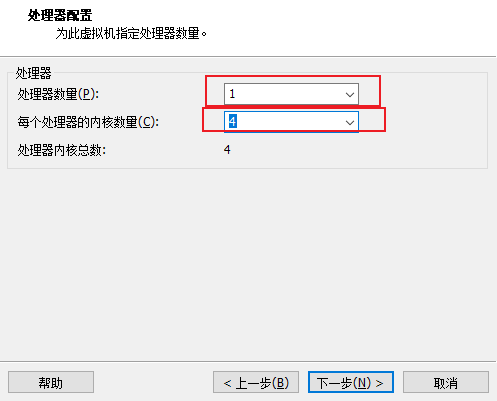 处理器配置
为此虚拟机指定处理器数量。
处理器
处理器数量(P): 1
每个处理器的内核数量(C): 4
处理器内核总数: 4
帮助 < 上一步(B) 下一步(N) > 取消